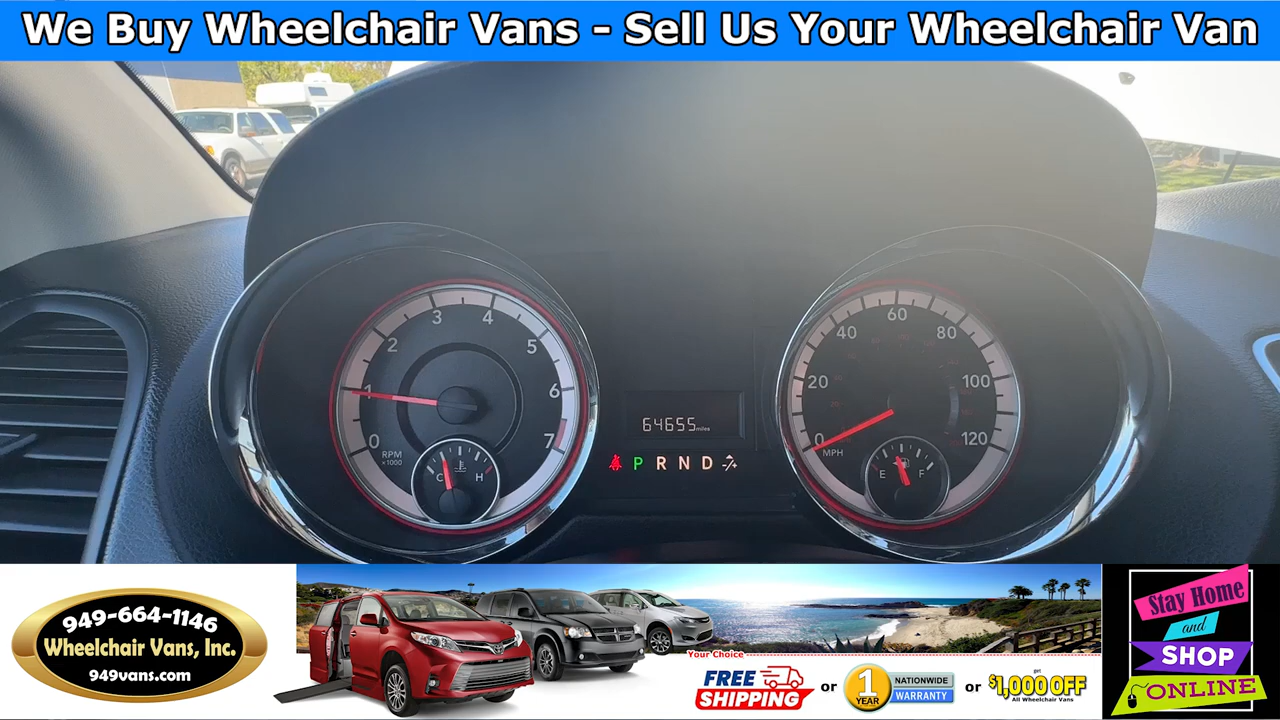 We Buy Wheelchair Vans - Sell Us Your Wheelchair Van
0 1 2 3 4 5 6 7
RPM
×1000
C H
64655 miles
P R N D
0 20 40 60 80 100 120
MPH
E F
949-664-1146
Wheelchair Vans, Inc.
949vans.com
Your Choice
FREE
SHIPPING
or
1
YEAR
NATIONWIDE
WARRANTY
or
get
$1,000 OFF
All Wheelchair Vans
Stay Home
and
SHOP
ONLINE